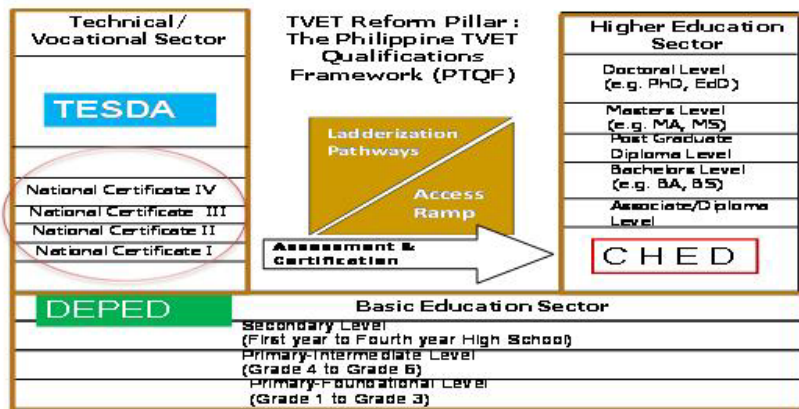 Technical/
Vocational Sector
TESDA
National Certificate IV
National Certificate III
National Certificate II
National Certificate I
TVET Reform Pillar :
The Philippine TVET
Qualifications
Framework (PTQF)
Ladderization
Pathways
Access
Ramp
Assessment &
Certification
Higher Education
Sector
Doctoral Level
(e.g. PhD, EdD)
Masters Level
(e.g. MA, MS)
Post Graduate
Diploma Level
Bachelors Level
(e.g. BA, BS)
Associate/Diploma
Level
CHED
DEPED
Basic Education Sector
Secondary Level
(First year to Fourth year High School)
Primary-Intermediate Level
(Grade 4 to Grade 6)
Primary-Foundational Level
(Grade 1 to Grade 3)